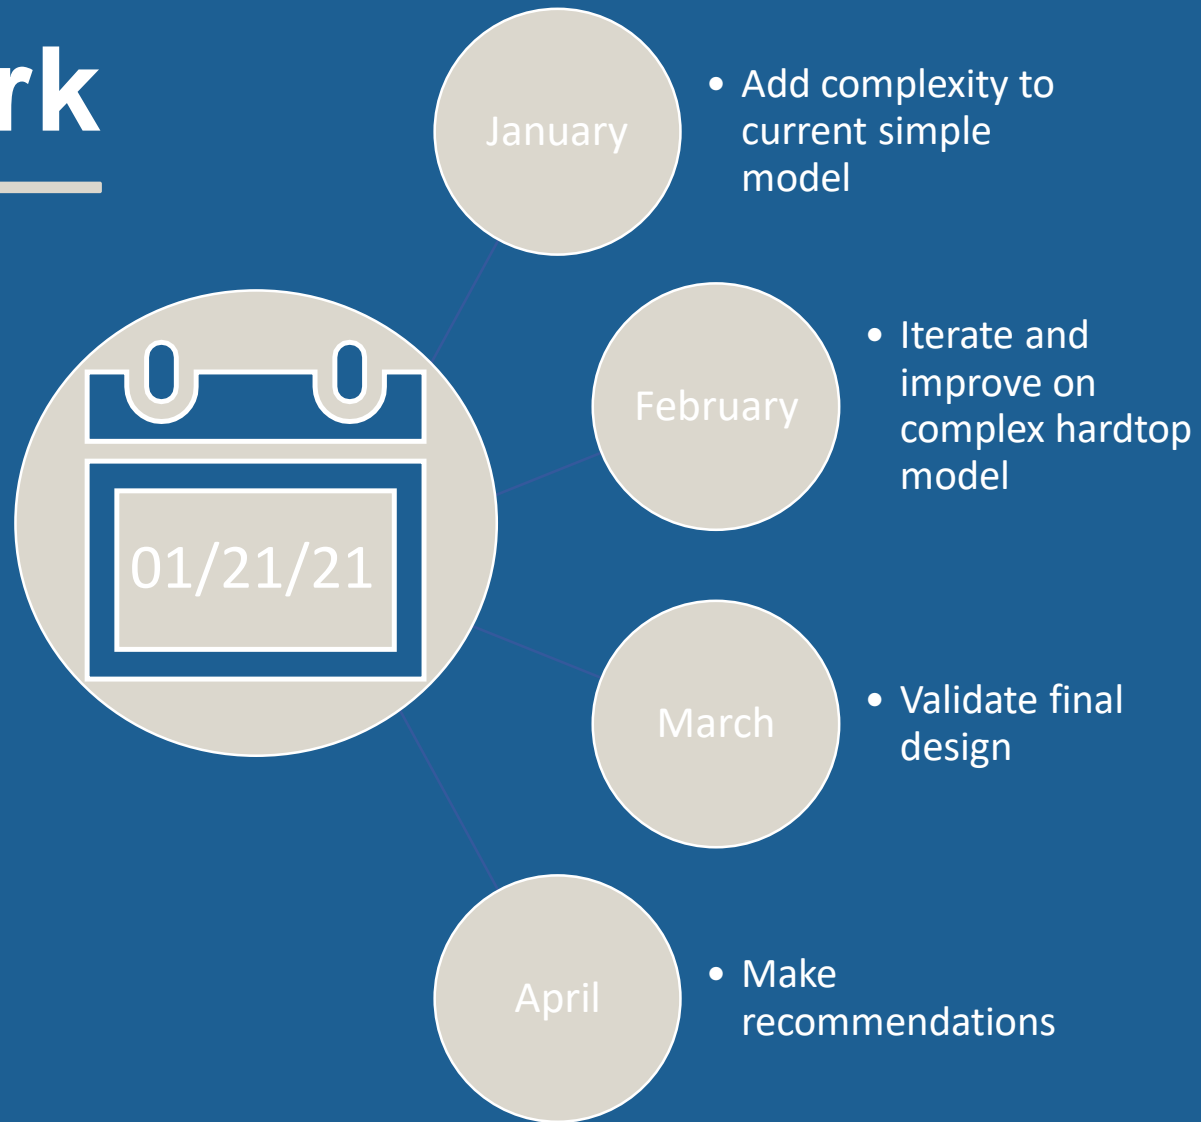 rk
January
• Add complexity to
current simple
model
February
• Iterate and
improve on
complex hardtop
model
01/21/21
March
• Validate final
design
April
• Make
recommendations